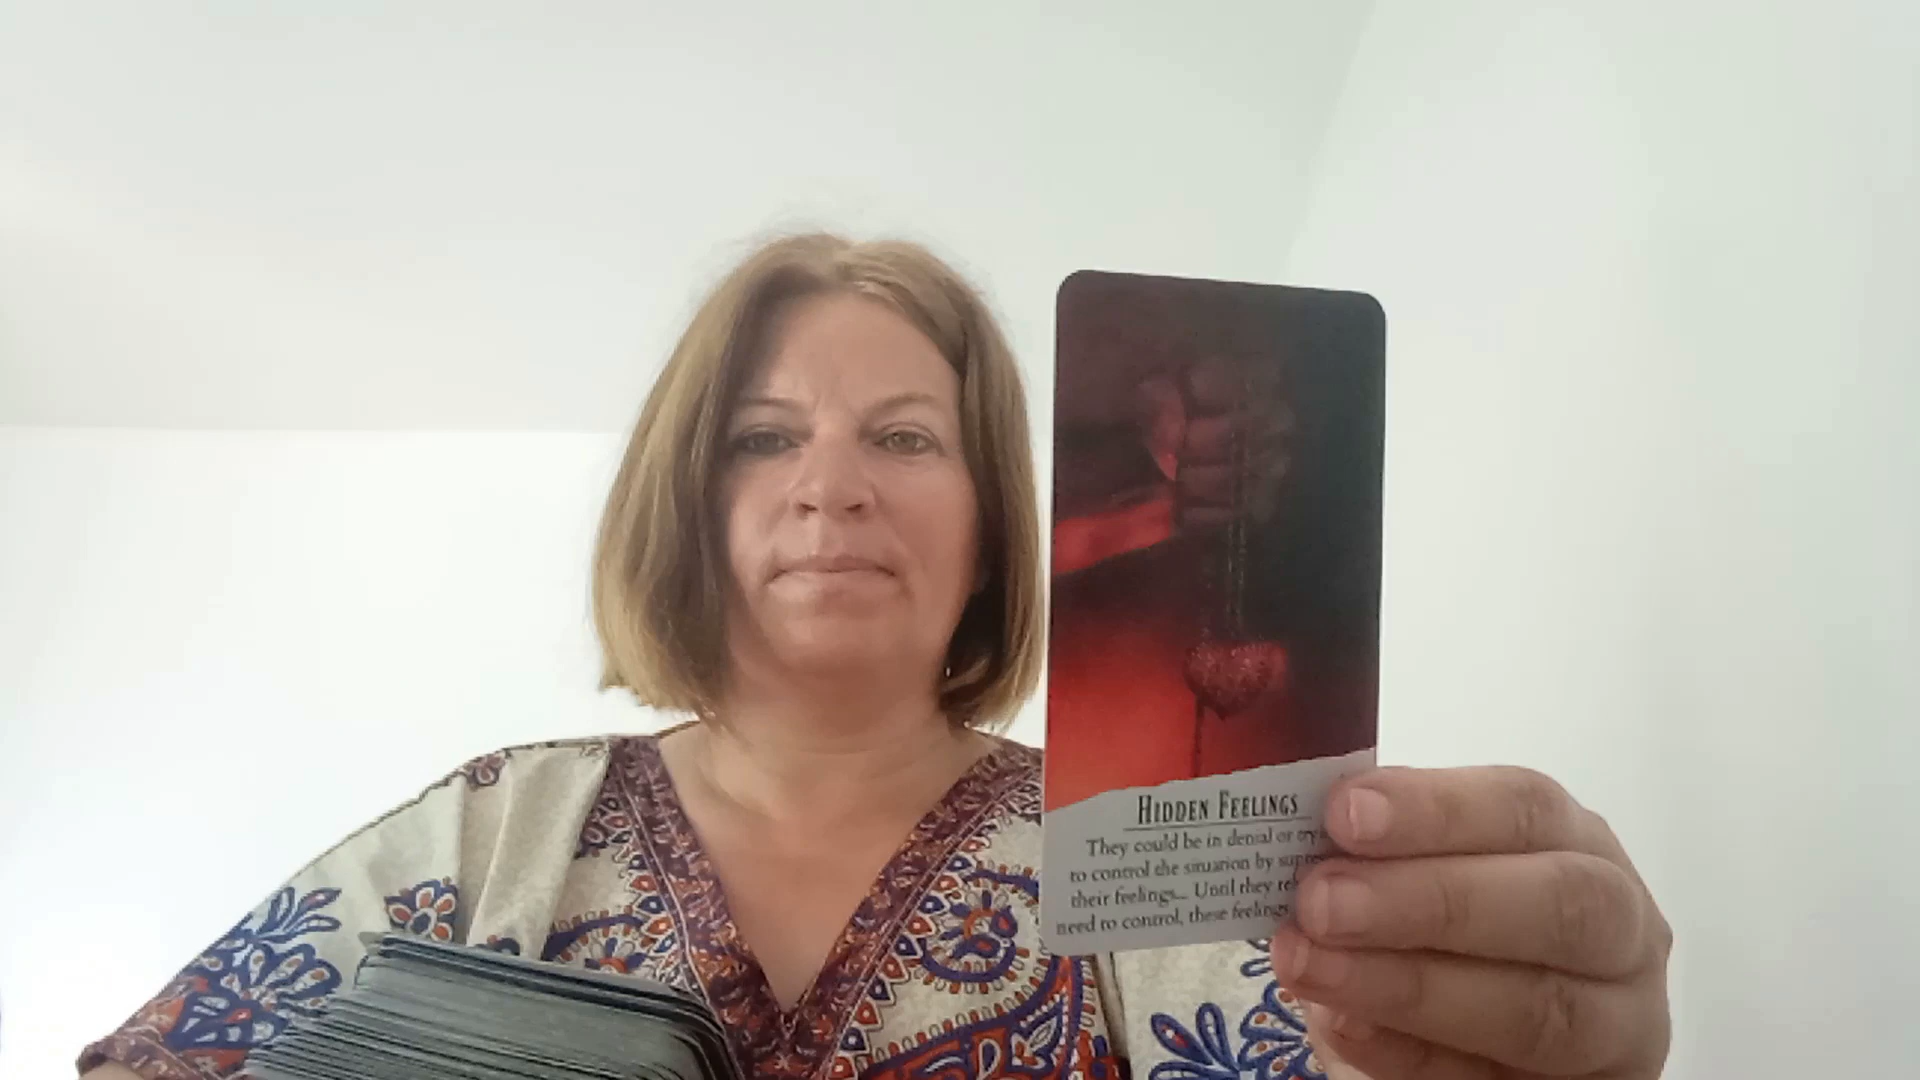 HIDDEN FEELINGS
They could be in denial or
to control the situation by
their feelings... Until they
need to control, these feelings